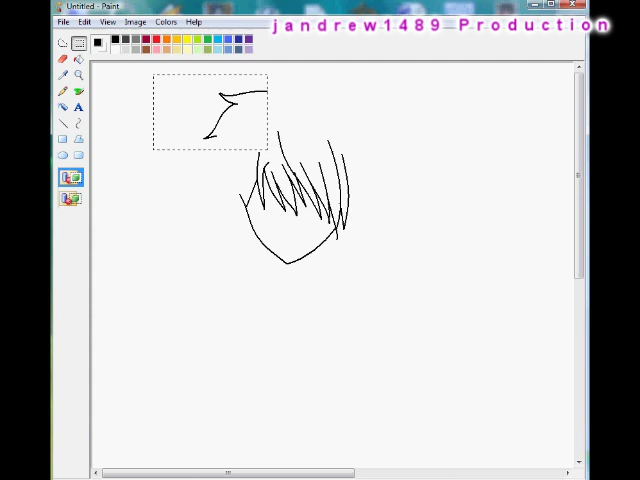 Untitled - Paint
jandrew1489 Production
File Edit View Image Colors Help
A